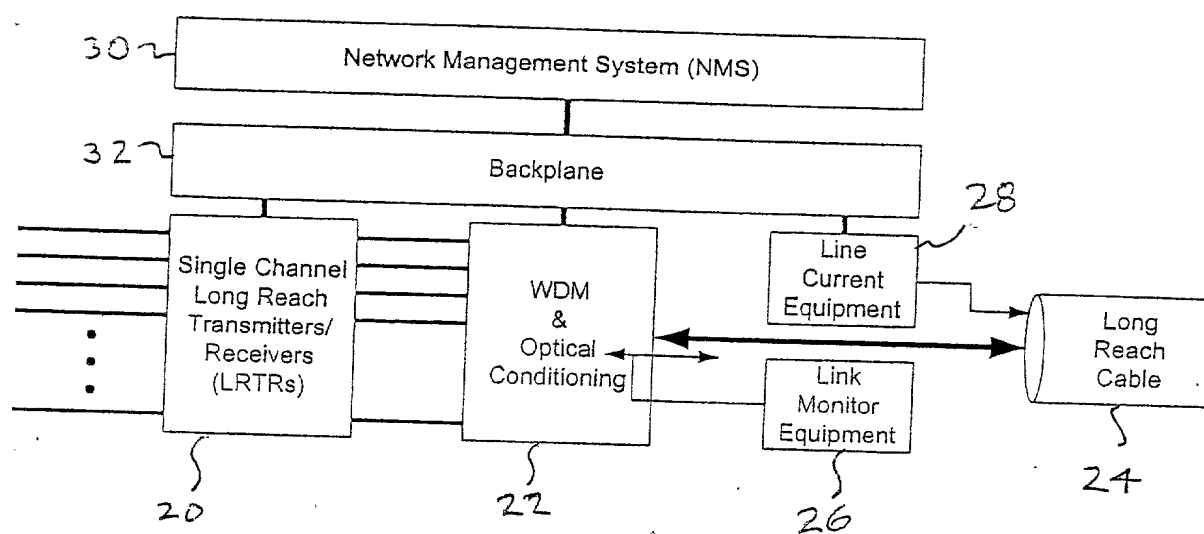 30
Network Management System (NMS)
32
Backplane
28
Single Channel
Long Reach
Transmitters/
Receivers
(LRTRs)
WDM
&
Optical
Conditioning
Line
Current
Equipment
Link
Monitor
Equipment
Long
Reach
Cable
20
22
26
24